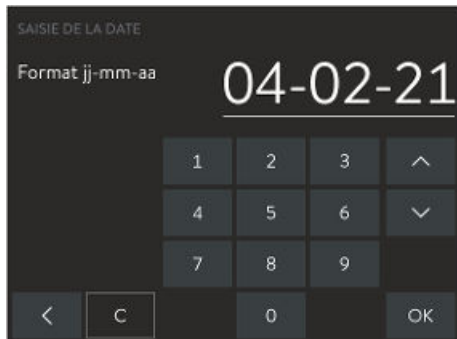 SAISIE DE LA DATE
Format jj-mm-aa
04-02-21
1 2 3
4 5 6
7 8 9
C 0 OK